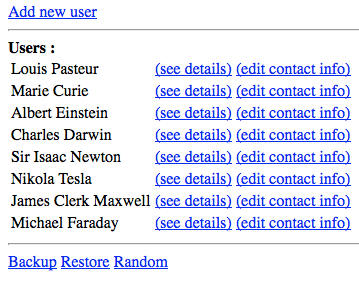 Add new user
Users :
Louis Pasteur (see details) (edit contact info)
Marie Curie (see details) (edit contact info)
Albert Einstein (see details) (edit contact info)
Charles Darwin (see details) (edit contact info)
Sir Isaac Newton (see details) (edit contact info)
Nikola Tesla (see details) (edit contact info)
James Clerk Maxwell (see details) (edit contact info)
Michael Faraday (see details) (edit contact info)
Backup Restore Random